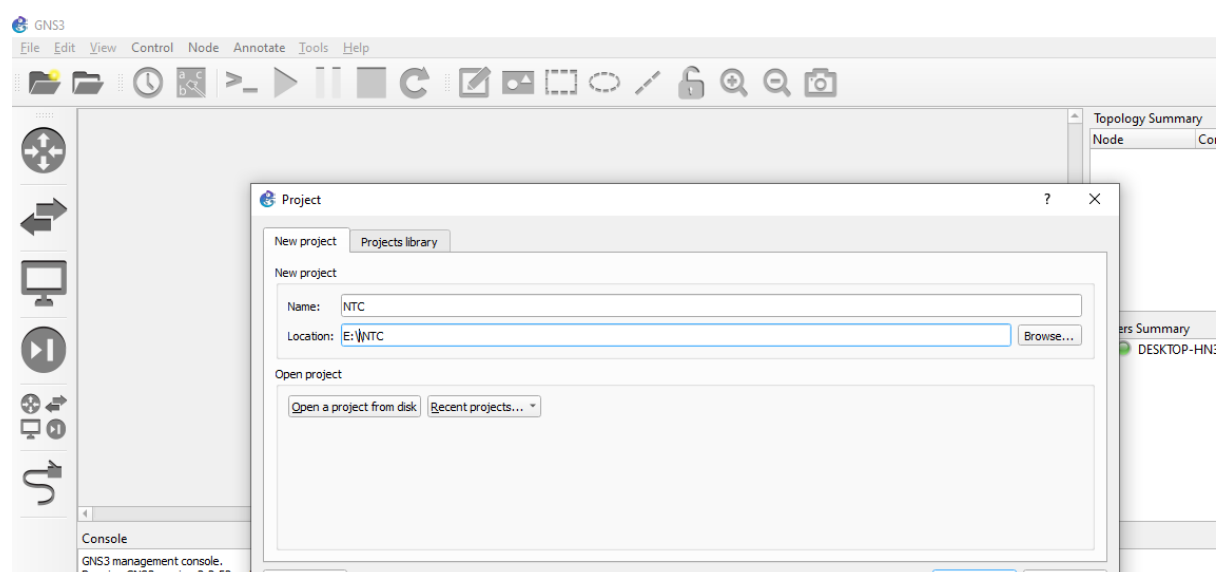 GNS3
File Edit View Control Node Annotate Tools Help
Topology Summary
Node
Project
New project Projects library
New project
Name: NTC
Location: E:\\NTC Browse...
ers Summary
DESKTOP-HN3
Open project
Open a project from disk Recent projects...
Console
GNS3 management console.